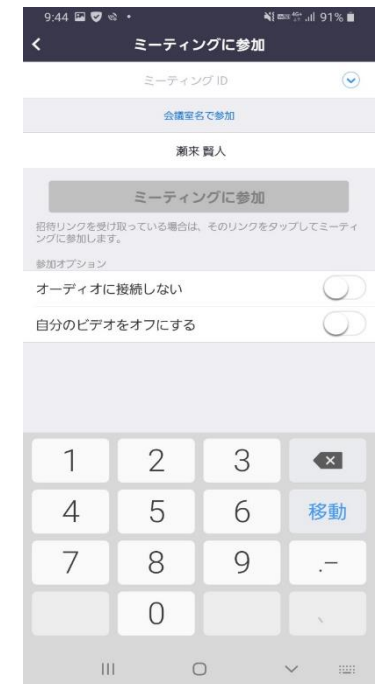 9:44 91%
ミーティングに参加
ミーティング ID
会議室名で参加
瀬来 賢人
ミーティングに参加
招待リンクを受け取っている場合は、そのリンクをタップしてミーティ
ングに参加します。
参加オプション
オーディオに接続しない
自分のビデオをオフにする
1 2 3
4 5 6 移動
7 8 9 .-
0 、